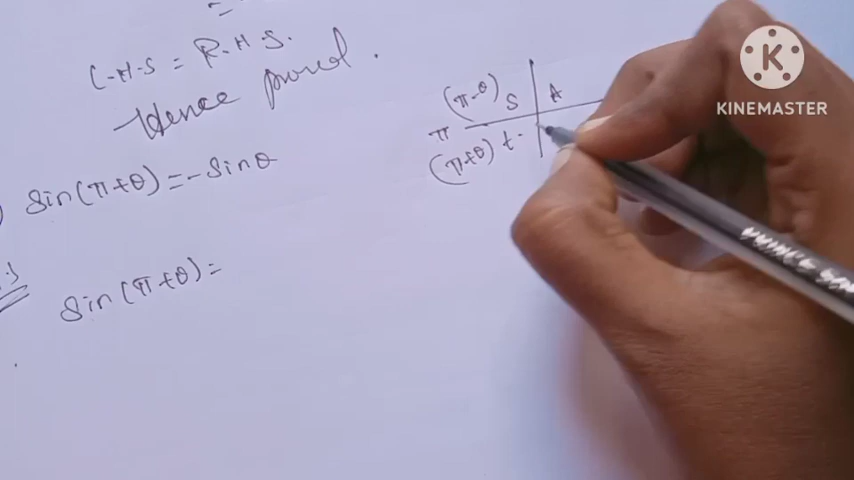 L.H.S = R.H.S.
Hence proved.
(π-θ) S A
π
(π+θ) t.
) Sin(π+θ) = -Sinθ
Sin(π+θ) =
KINEMASTER